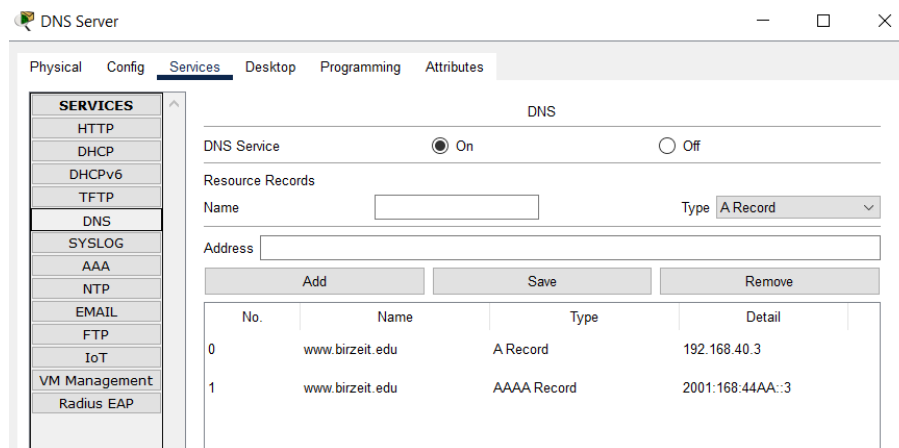 DNS Server
Physical Config Services Desktop Programming Attributes
SERVICES
HTTP
DHCP
DHCPv6
TFTP
DNS
SYSLOG
AAA
NTP
EMAIL
FTP
IoT
VM Management
Radius EAP
DNS
DNS Service On Off
Resource Records
Name Type A Record
Address
Add Save Remove
No. Name Type Detail
0 www.birzeit.edu A Record 192.168.40.3
1 www.birzeit.edu AAAA Record 2001:168:44AA::3